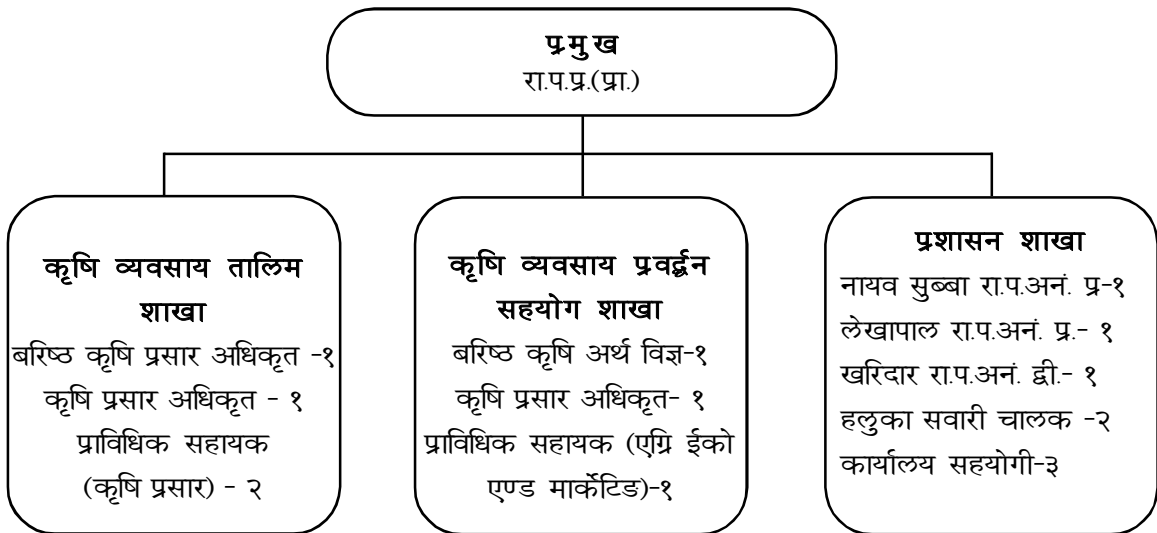 प्रमुख
रा.प.प्र.(प्रा.)
कृषि व्यवसाय तालिम
शाखा
बरिष्ठ कृषि प्रसार अधिकृत -१
कृषि प्रसार अधिकृत - १
प्राविधिक सहायक
(कृषि प्रसार) - २
कृषि व्यवसाय प्रवर्द्धन
सहयोग शाखा
बरिष्ठ कृषि अर्थ विज्ञ-१
कृषि प्रसार अधिकृत- १
प्राविधिक सहायक (एग्रि ईको
एण्ड मार्केटिङ)-१
प्रशासन शाखा
नायव सुब्बा रा.प.अनं. प्र-१
लेखापाल रा.प.अनं. प्र.- १
खरिदार रा.प.अनं. द्वी.- १
हलुका सवारी चालक -२
कार्यालय सहयोगी-३